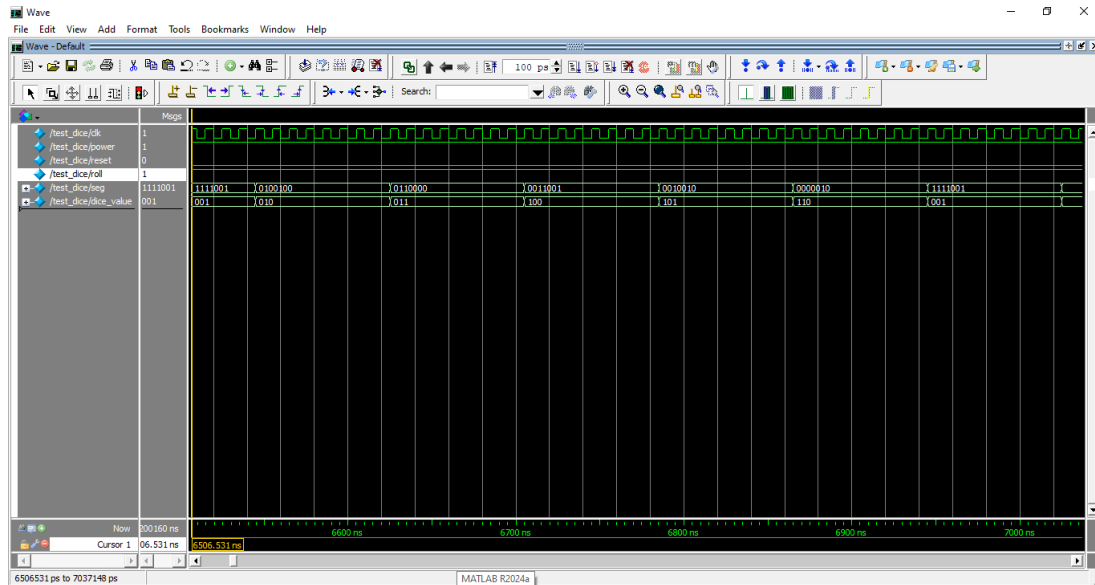 Wave
File Edit View Add Format Tools Bookmarks Window Help
Wave - Default
100 ps
Search:
Msgs
/test_dice/clk 1
/test_dice/power 1
/test_dice/reset 0
/test_dice/roll 1
/test_dice/seg 1111001 1111001 0100100 0110000 0011001 0010010 0000010 1111001
/test_dice/dice_value 001 001 010 011 100 101 110 001
Now 200160 ns 6600 ns 6700 ns 6800 ns 6900 ns 7000 ns
Cursor 1 06.531 ns 6506.531 ns
6506531 ps to 7037148 ps MATLAB R2024a